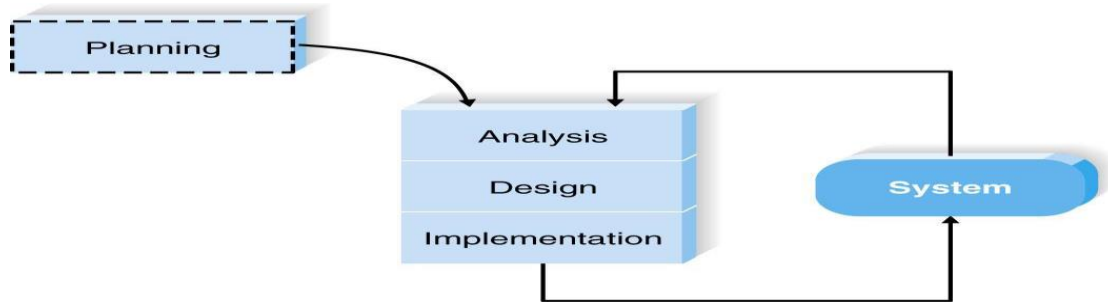 Planning
Analysis
Design
System
Implementation